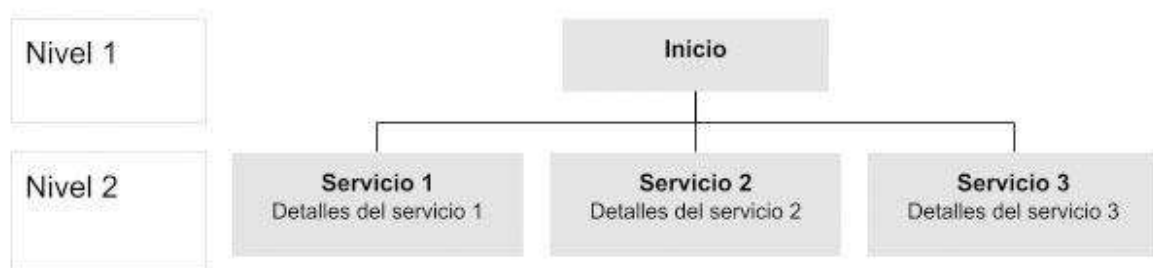 Nivel 1
Inicio
Nivel 2
Servicio 1
Detalles del servicio 1
Servicio 2
Detalles del servicio 2
Servicio 3
Detalles del servicio 3